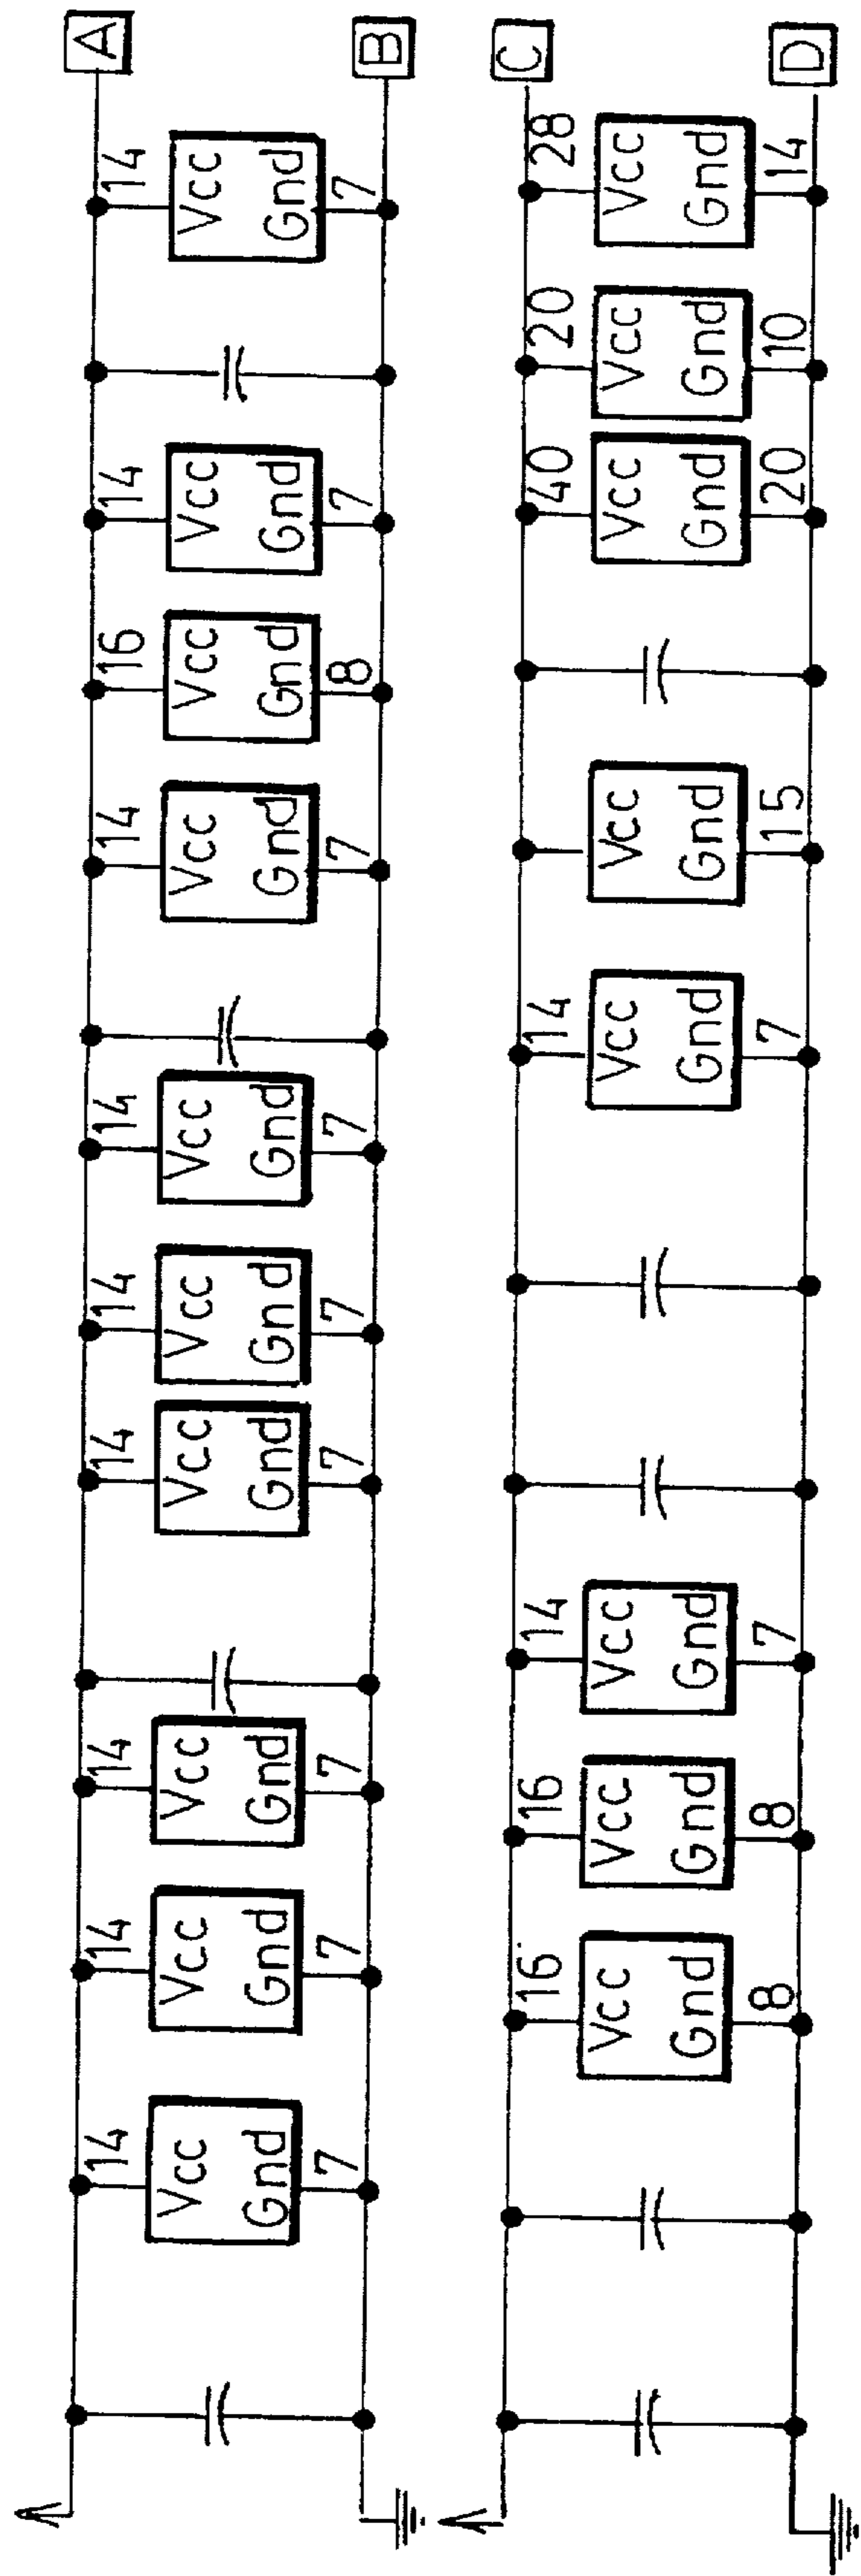 14 14 14 14 14 14 14 16 14 14 A
Vcc Vcc Vcc Vcc Vcc Vcc Vcc Vcc Vcc Vcc
Gnd Gnd Gnd Gnd Gnd Gnd Gnd Gnd Gnd Gnd
7 7 7 7 7 7 7 8 7 7 B
16 16 14 14 40 20 28 C
Vcc Vcc Vcc Vcc Vcc Vcc Vcc Vcc
Gnd Gnd Gnd Gnd Gnd Gnd Gnd Gnd
8 8 7 7 15 20 10 14 D